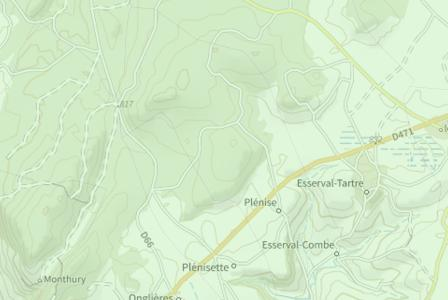 817
D471
Esserval-Tartre
Plénise
D66
Esserval-Combe
Plénisette
Monthury
Onglières